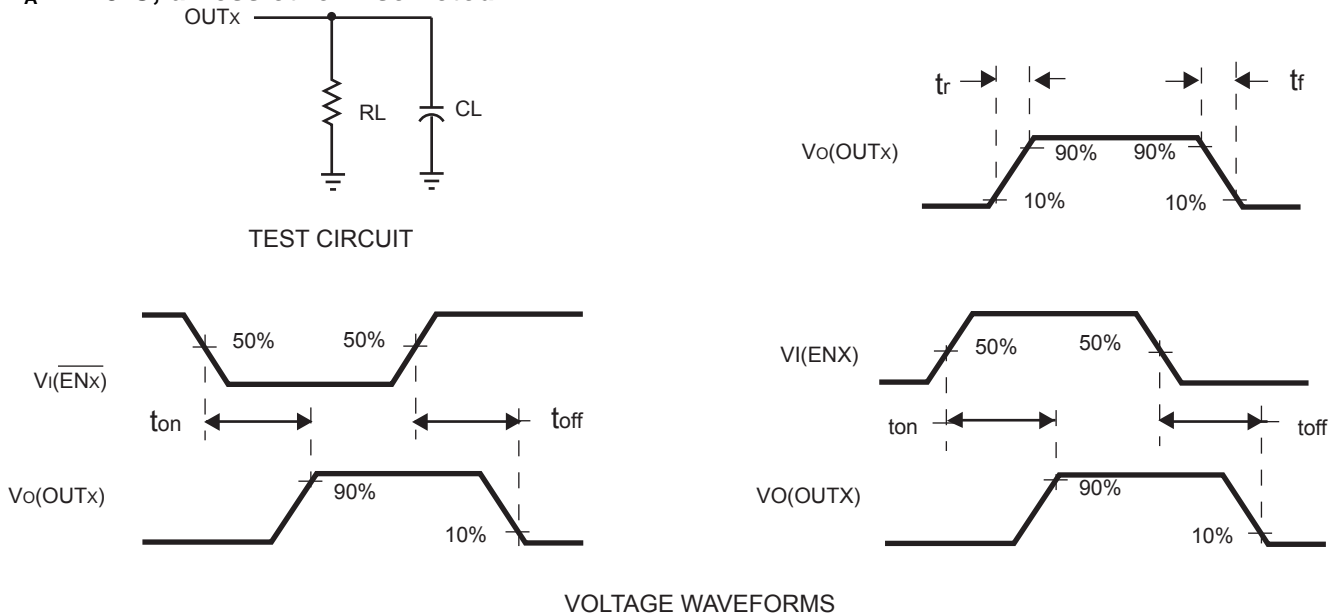 OUTx
RL
CL
TEST CIRCUIT
tr
tf
Vo(OUTx)
90%
90%
10%
10%
50%
50%
VI(ENx)
ton
toff
Vo(OUTx)
90%
10%
50%
50%
VI(ENX)
ton
toff
VO(OUTX)
90%
10%
VOLTAGE WAVEFORMS